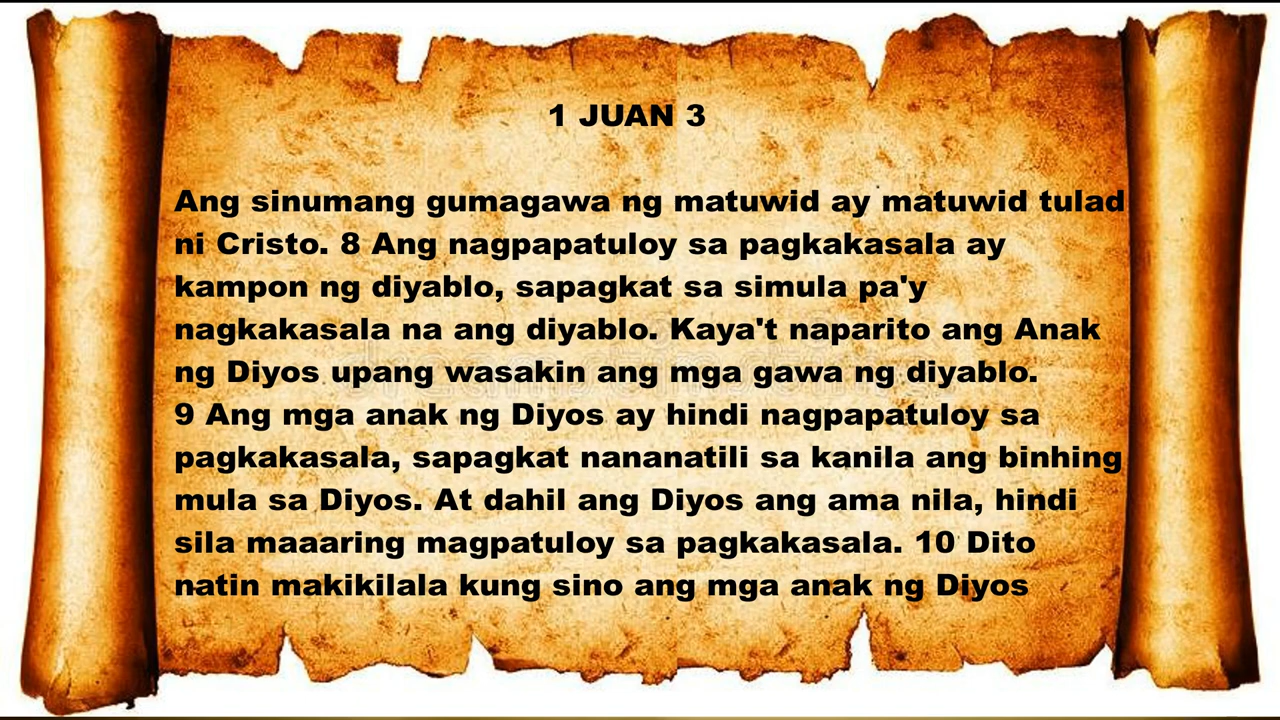 1 JUAN 3
Ang sinumang gumagawa ng matuwid ay matuwid tulad
ni Cristo. 8 Ang nagpapatuloy sa pagkakasala ay
kampon ng diyablo, sapagkat sa simula pa'y
nagkakasala na ang diyablo. Kaya't naparito ang Anak
ng Diyos upang wasakin ang mga gawa ng diyablo.
9 Ang mga anak ng Diyos ay hindi nagpapatuloy sa
pagkakasala, sapagkat nananatili sa kanila ang binhing
mula sa Diyos. At dahil ang Diyos ang ama nila, hindi
sila maaaring magpatuloy sa pagkakasala. 10 Dito
natin makikilala kung sino ang mga anak ng Diyos